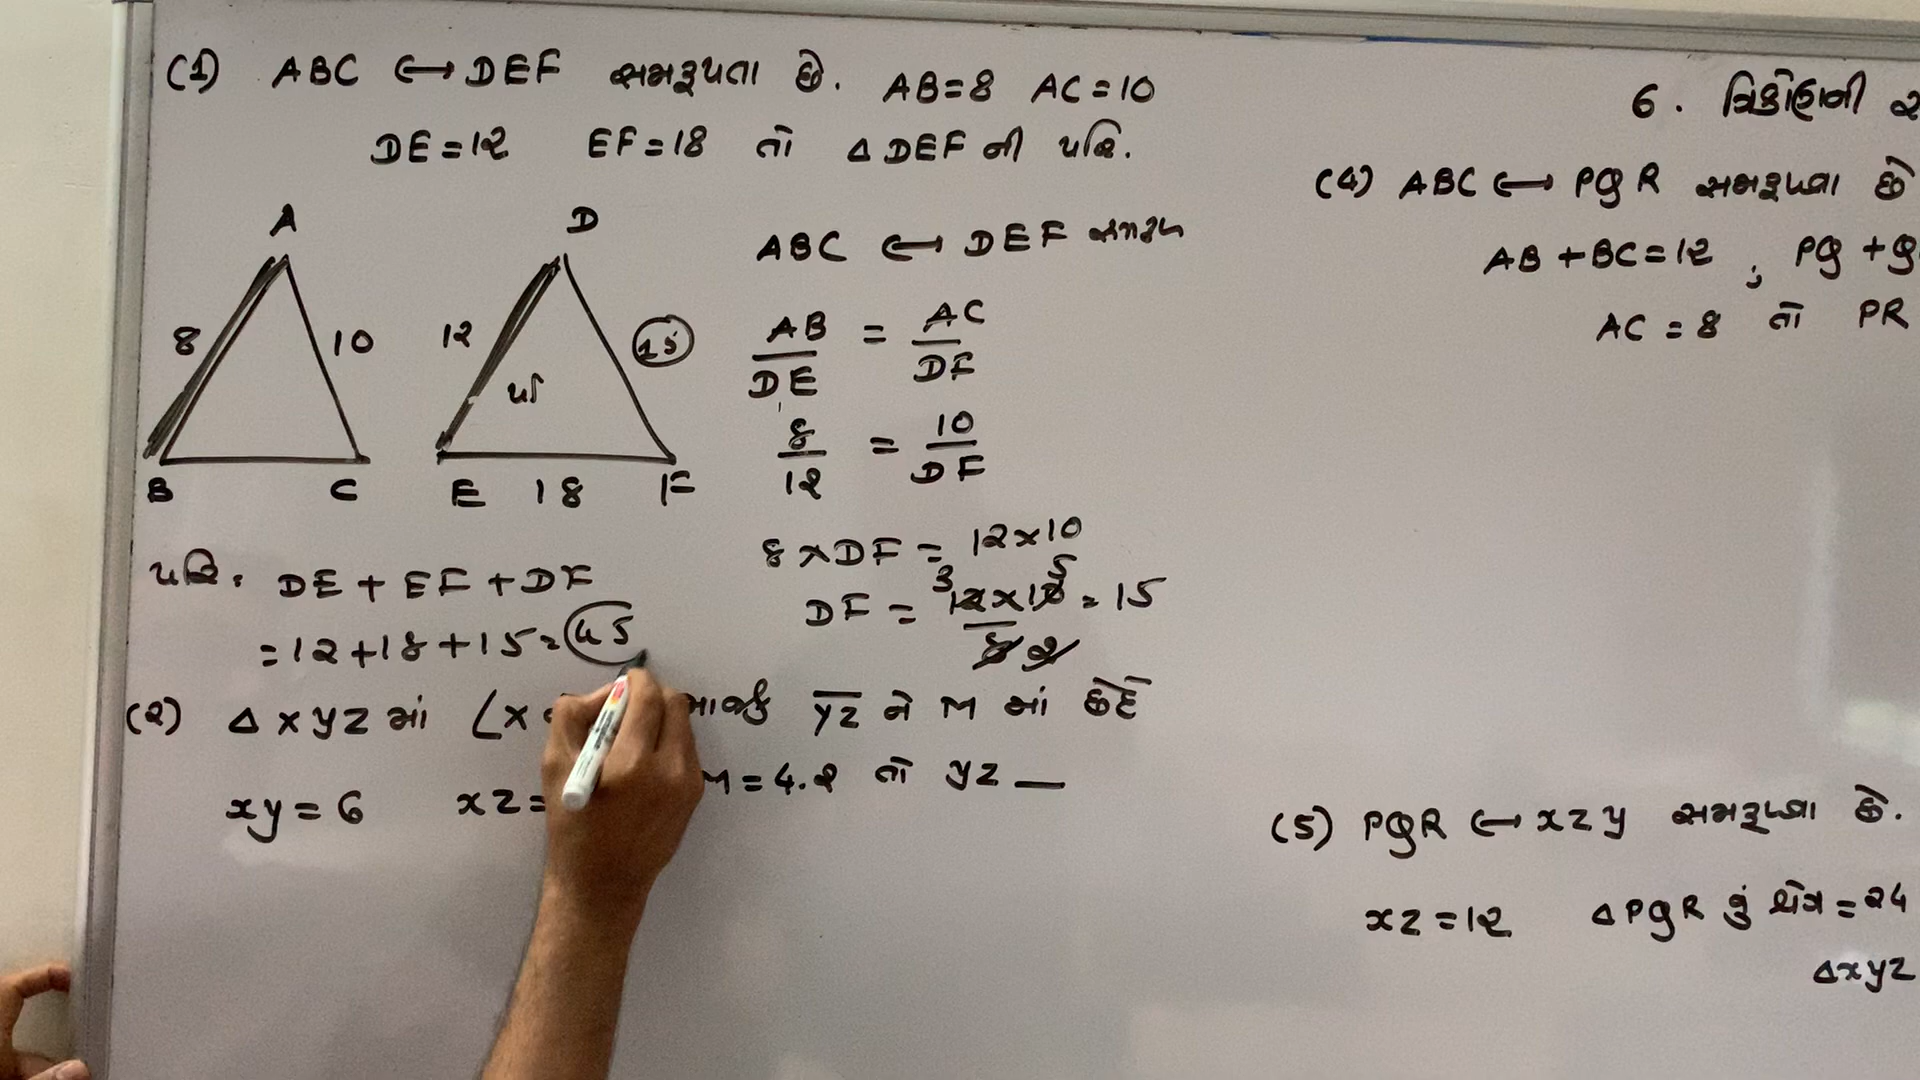 (1) ABC ↔ DEF સમરૂપતા છે. AB=8 AC=10
DE=12 EF=18 તો △DEF ની પરિ.
A
8
10
B
C
D
12
15
પરિ
E 18 F
ABC ↔ DEF સમરૂપ
AB/DE = AC/DF
8/12 = 10/DF
8×DF = 12×10
DF = 12×10/8 = 15
3
5
2
પરિ. DE + EF + DF
=12+18+15=45
(2) △XYZ માં ∠X YZ ને M માં છેદે
XY=6 XZ= M=4.2 તો YZ —
6. ત્રિકોણની
(4) ABC ↔ PQR સમરૂપતા છે
AB+BC=12 , PQ +Q
AC=8 તો PR
(5) PQR ↔ XZY સમરૂપતા છે.
XZ=12 △PQR નું ક્ષેત્ર=24
△XYZ